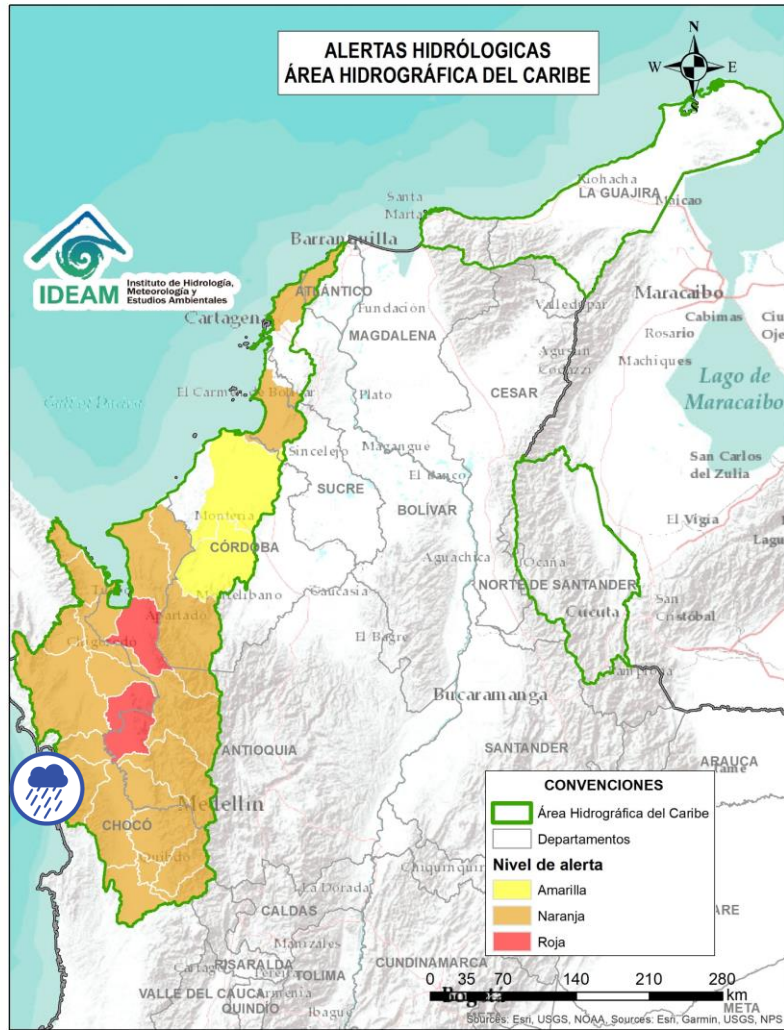 ALERTAS HIDRÓLOGICAS
ÁREA HIDROGRÁFICA DEL CARIBE
N
W
E
S
Riohacha
LA GUAJIRA
Maicao
Santa
Marta
Barranquilla
IDEAM
Instituto de Hidrología,
Meteorología y
Estudios Ambientales
ATLÁNTICO
Cartagena
Fundación
Valledupar
Maracaibo
Cabimas
Rosario
MAGDALENA
Agustín
Codazzi
Machiques
El Carmen de Bolívar
Plato
CESAR
Lago de
Maracaibo
Sincelejo
Magangue
San Carlos
del Zulia
El Banco
SUCRE
BOLÍVAR
Montería
El Vigía
CÓRDOBA
Aguachica
Ocaña
NORTE DE SANTANDER
Montelibano
Caucasia
San
Cristóbal
Cúcuta
Apartadó
El Bagre
Chigorodó
Pamplona
Bucaramanga
ANTIOQUIA
SANTANDER
ARAUCA
Medellín
CHOCÓ
Quibdó
Chiquinquir
La Dorada
CALDAS
Manizales
RISARALDA
CUNDINAMARCA
TOLIMA
VALLE DEL CAUCA
Armenia
QUINDÍO
Ibague
Bogotá
META
CONVENCIONES
Área Hidrográfica del Caribe
Departamentos
Nivel de alerta
Amarilla
Naranja
Roja
0 35 70 140 210 280
km
Sources: Esri, USGS, NOAA, Sources: Esri, Garmin, USGS, NPS